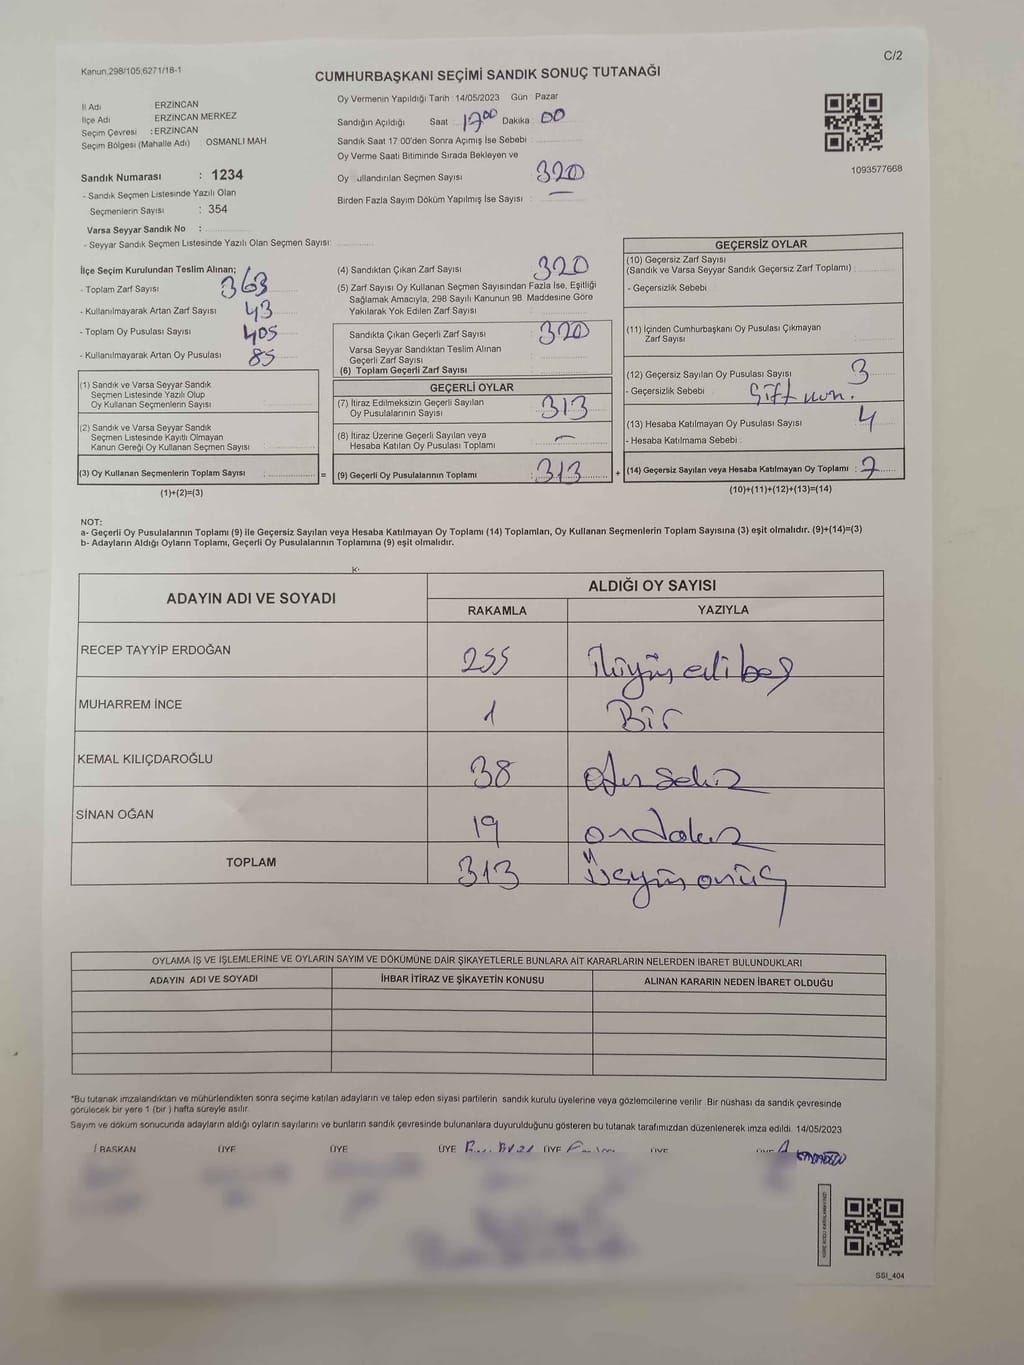 C/2
Kanun,298/105;6271/18-1
CUMHURBAŞKANI SEÇİMİ SANDIK SONUÇ TUTANAĞI
İl Adı ERZİNCAN
İlçe Adı ERZİNCAN MERKEZ
Seçim Çevresi : ERZİNCAN
Seçim Bölgesi (Mahalle Adı) : OSMANLI MAH
Sandık Numarası : 1234
- Sandık Seçmen Listesinde Yazılı Olan
Seçmenlerin Sayısı : 354
Varsa Seyyar Sandık No :
- Seyyar Sandık Seçmen Listesinde Yazılı Olan Seçmen Sayısı:
Oy Vermenin Yapıldığı Tarih :14/05/2023 Gün : Pazar
Sandığın Açıldığı Saat : 17 00 Dakika : 00
Sandık Saat 17:00'den Sonra Açımış İse Sebebi :
Oy Verme Saati Bitiminde Sırada Bekleyen ve
Oy ullandırılan Seçmen Sayısı 320
Birden Fazla Sayım Döküm Yapılmış İse Sayısı : —
1093577668
İlçe Seçim Kurulundan Teslim Alınan;
- Toplam Zarf Sayısı 363
- Kullanılmayarak Artan Zarf Sayısı 43
- Toplam Oy Pusulası Sayısı 405
- Kullanılmayarak Artan Oy Pusulası 85
(1) Sandık ve Varsa Seyyar Sandık
Seçmen Listesinde Yazılı Olup
Oy Kullanan Seçmenlerin Sayısı
(2) Sandık ve Varsa Seyyar Sandık
Seçmen Listesinde Kayıtlı Olmayan
Kanun Gereği Oy Kullanan Seçmen Sayısı
(3) Oy Kullanan Seçmenlerin Toplam Sayısı : =
(1)+(2)=(3)
(4) Sandıktan Çıkan Zarf Sayısı 320
(5) Zarf Sayısı Oy Kullanan Seçmen Sayısından Fazla İse, Eşitliği
Sağlamak Amacıyla, 298 Sayılı Kanunun 98. Maddesine Göre
Yakılarak Yok Edilen Zarf Sayısı :
Sandıkta Çıkan Geçerli Zarf Sayısı : 320
Varsa Seyyar Sandıktan Teslim Alınan
Geçerli Zarf Sayısı
(6) Toplam Geçerli Zarf Sayısı
GEÇERLİ OYLAR
(7) İtiraz Edilmeksizin Geçerli Sayılan
Oy Pusulalarının Sayısı 313
(8) İtiraz Üzerine Geçerli Sayılan veya
Hesaba Katılan Oy Pusulası Toplamı : —
(9) Geçerli Oy Pusulalarının Toplamı 313 +
GEÇERSİZ OYLAR
(10) Geçersiz Zarf Sayısı
(Sandık ve Varsa Seyyar Sandık Geçersiz Zarf Toplamı) :
- Geçersizlik Sebebi :
(11) İçinden Cumhurbaşkanı Oy Pusulası Çıkmayan
Zarf Sayısı
(12) Geçersiz Sayılan Oy Pusulası Sayısı 3
- Geçersizlik Sebebi :
(13) Hesaba Katılmayan Oy Pusulası Sayısı 4
- Hesaba Katılmama Sebebi :
(14) Geçersiz Sayılan veya Hesaba Katılmayan Oy Toplamı : 7
(10)+(11)+(12)+(13)=(14)
NOT:
a- Geçerli Oy Pusulalarının Toplamı (9) ile Geçersiz Sayılan veya Hesaba Katılmayan Oy Toplamı (14) Toplamları, Oy Kullanan Seçmenlerin Toplam Sayısına (3) eşit olmalıdır. (9)+(14)=(3)
b- Adayların Aldığı Oyların Toplamı, Geçerli Oy Pusulalarının Toplamına (9) eşit olmalıdır.
ADAYIN ADI VE SOYADI ALDIĞI OY SAYISI
RAKAMLA YAZIYLA
RECEP TAYYİP ERDOĞAN 255
MUHARREM İNCE 1 Bir
KEMAL KILIÇDAROĞLU 38
SİNAN OĞAN 19
TOPLAM 313
OYLAMA İŞ VE İŞLEMLERİNE VE OYLARIN SAYIM VE DÖKÜMÜNE DAİR ŞİKAYETLERLE BUNLARA AİT KARARLARIN NELERDEN İBARET BULUNDUKLARI
ADAYIN ADI VE SOYADI İHBAR İTİRAZ VE ŞİKAYETİN KONUSU ALINAN KARARIN NEDEN İBARET OLDUĞU
*Bu tutanak imzalandıktan ve mühürlendikten sonra seçime katılan adayların ve talep eden siyasi partilerin sandık kurulu üyelerine veya gözlemcilerine verilir. Bir nüshası da sandık çevresinde
görülecek bir yere 1 (bir ) hafta süreyle asılır.
Sayım ve döküm sonucunda adayların aldığı oyların sayılarını ve bunların sandık çevresinde bulunanlara duyurulduğunu gösteren bu tutanak tarafımızdan düzenlenerek imza edildi. 14/05/2023
BAŞKAN ÜYE ÜYE ÜYE ÜYE ÜYE
SSI_404